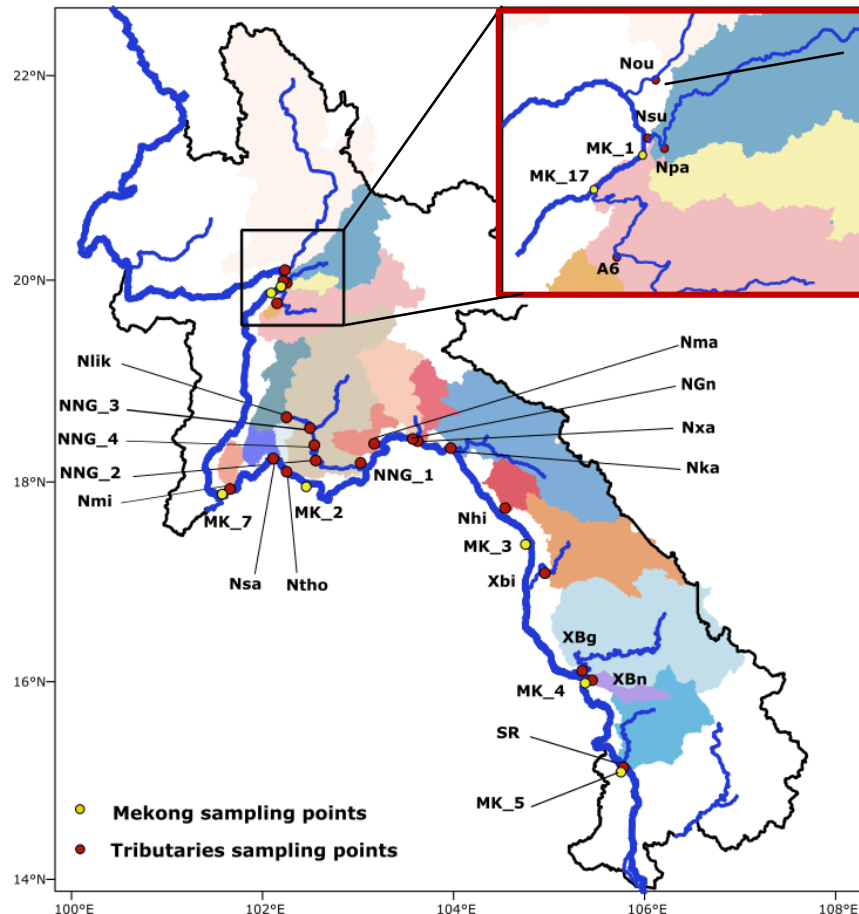 22°N
Nou
Nsu
MK_1
Npa
MK_17
A6
20°N
Nlik
Nma
NNG_3
NGn
NNG_4
Nxa
NNG_2
NNG_1
Nka
Nmi
MK_7
MK_2
Nhi
MK_3
Nsa
Ntho
Xbi
XBg
XBn
16°N
MK_4
SR
MK_5
Mekong sampling points
Tributaries sampling points
18°N
14°N
100°E
102°E
104°E
106°E
108°E